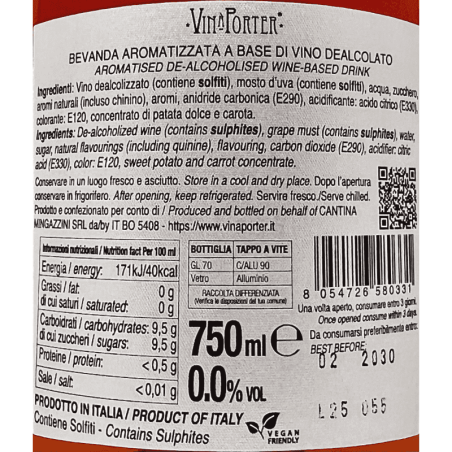 VINAPORTER
BEVANDA AROMATIZZATA A BASE DI VINO DEALCOLATO
AROMATISED DE-ALCOHOLISED WINE-BASED DRINK
Ingredienti: Vino dealcolizzato (contiene solfiti), mosto d'uva (contiene solfiti), acqua, zucchero,
aromi naturali (incluso chinino), aromi, anidride carbonica (E290), acidificante: acido citrico (E330),
colorante: E120, concentrato di patata dolce e carota.
Ingredients: De-alcoholized wine (contains sulphites), grape must (contains sulphites), water,
sugar, natural flavourings (including quinine), flavouring, carbon dioxide (E290), acidifier: citric
acid (E330), color: E120, sweet potato and carrot concentrate.
Conservare in un luogo fresco e asciutto. Store in a cool and dry place. Dopo l'apertura
conservare in frigorifero. After opening, keep refrigerated. Servire fresco./Serve chilled.
Prodotto e confezionato per conto di / Produced and bottled on behalf of CANTINA
MINGAZZINI SRL da/by IT BO 5408 - https://www.vinaporter.it
Informazioni nutrizionali / Nutrition fact Per 100 ml
Energia / energy: 171kJ/40kcal
Grassi / fat: 0 g
di cui saturi / saturated: 0 g
Carboidrati / carbohydrates: 9,5 g
di cui zuccheri / sugars: 9,5 g
Proteine / protein: < 0,5 g
Sale / salt: < 0,01 g
BOTTIGLIA TAPPO A VITE
GL 70 C/ALU 90
Vetro Alluminio
RACCOLTA DIFFERENZIATA
(Verifica le disposizioni del tuo comune)
750 ml e
0.0% VOL
8 054726 580331
Una volta aperto, consumare entro 3 giorni.
Once opened consume within 3 days.
Da consumarsi preferibilmente entro:
BEST BEFORE
02 2030
L25 055
PRODOTTO IN ITALIA / PRODUCT OF ITALY
Contiene Solfiti - Contains Sulphites
VEGAN
FRIENDLY